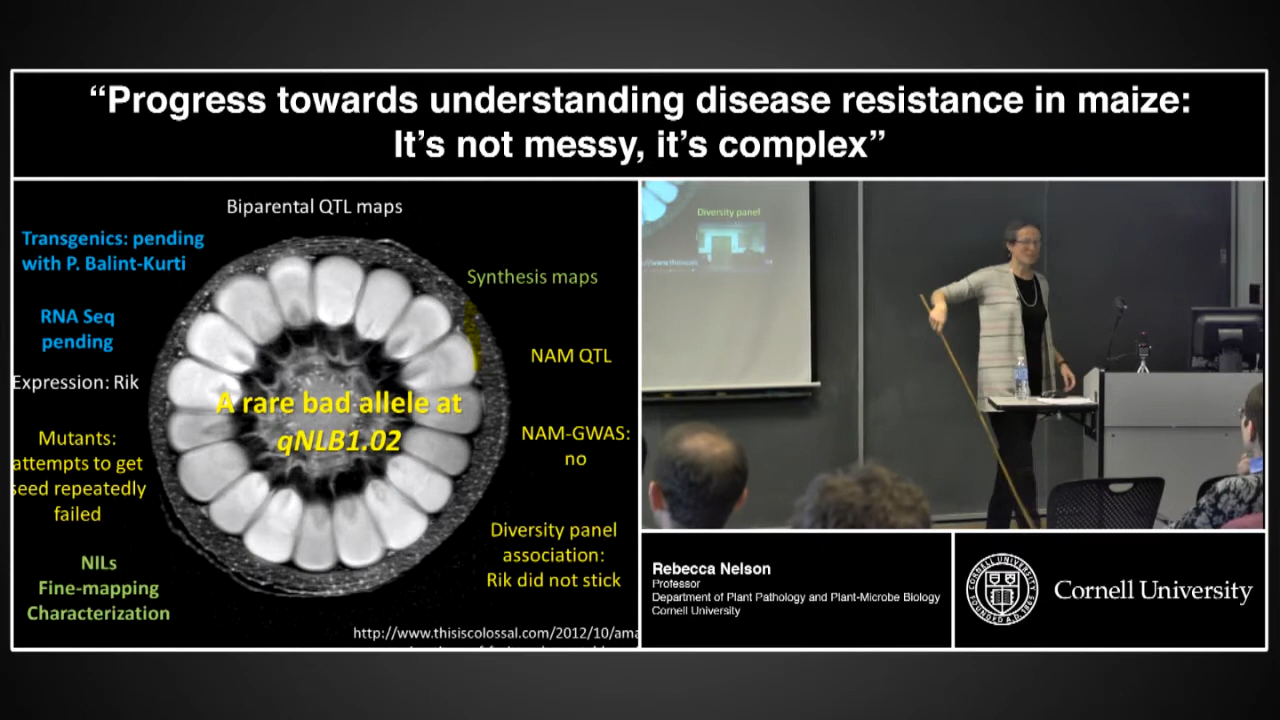 “Progress towards understanding disease resistance in maize:
It’s not messy, it’s complex”
Biparental QTL maps
Transgenics: pending
with P. Balint-Kurti
Synthesis maps
RNA Seq
pending
NAM QTL
Expression: Rik
A rare bad allele at
qNLB1.02
NAM-GWAS:
no
Mutants:
attempts to get
seed repeatedly
failed
Diversity panel
association:
Rik did not stick
NILs
Fine-mapping
Characterization
http://www.thisiscolossal.com/2012/10/ama
Diversity panel
Rebecca Nelson
Professor
Department of Plant Pathology and Plant-Microbe Biology
Cornell University
CORNELL UNIVERSITY
FOUNDED A.D. 1865
Cornell University